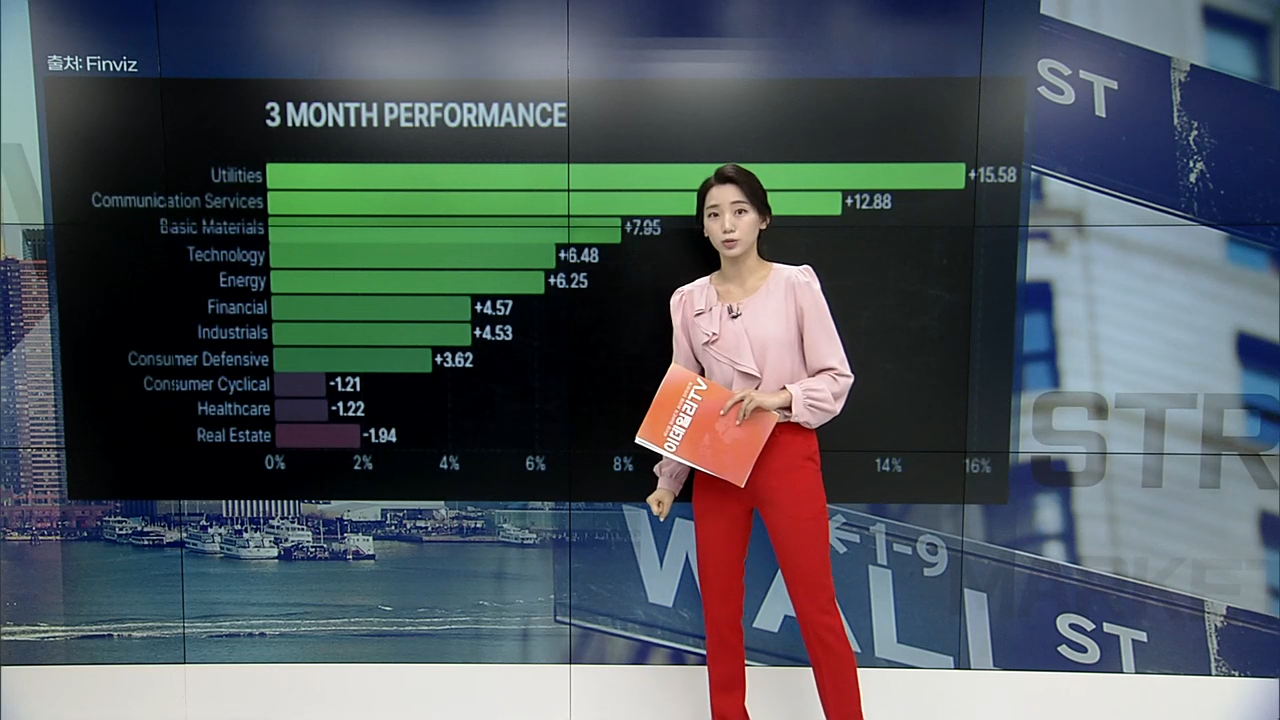 출처: Finviz
3 MONTH PERFORMANCE
Utilities +15.58
Communication Services +12.88
Basic Materials +7.95
Technology +6.48
Energy +6.25
Financial +4.57
Industrials +4.53
Consumer Defensive +3.62
Consumer Cyclical -1.21
Healthcare -1.22
Real Estate -1.94
0% 2% 4% 6% 8% 14% 16%
이데일리TV
ST
STR
←1-9
WALL ST